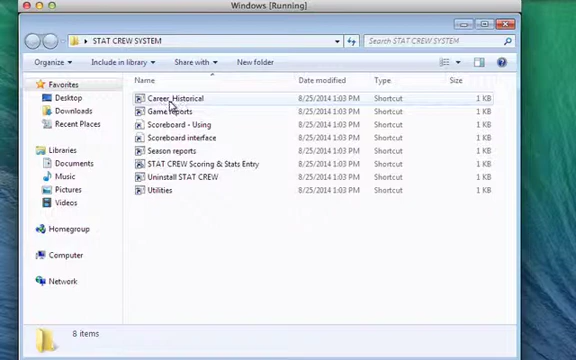 Windows [Running]
STAT CREW SYSTEM
Search STAT CREW SYSTEM
Organize
Include in library
Share with
New folder
Name
Date modified
Type
Size
Favorites
Desktop
Downloads
Recent Places
Libraries
Documents
Music
Pictures
Videos
Homegroup
Computer
Network
Career_Historical 8/25/2014 1:03 PM Shortcut 1 KB
Game reports 8/25/2014 1:03 PM Shortcut 1 KB
Scoreboard - Using 8/25/2014 1:03 PM Shortcut 1 KB
Scoreboard interface 8/25/2014 1:03 PM Shortcut 1 KB
Season reports 8/25/2014 1:03 PM Shortcut 1 KB
STAT CREW Scoring & Stats Entry 8/25/2014 1:03 PM Shortcut 1 KB
Uninstall STAT CREW 8/25/2014 1:03 PM Shortcut 1 KB
Utilities 8/25/2014 1:03 PM Shortcut 1 KB
8 items